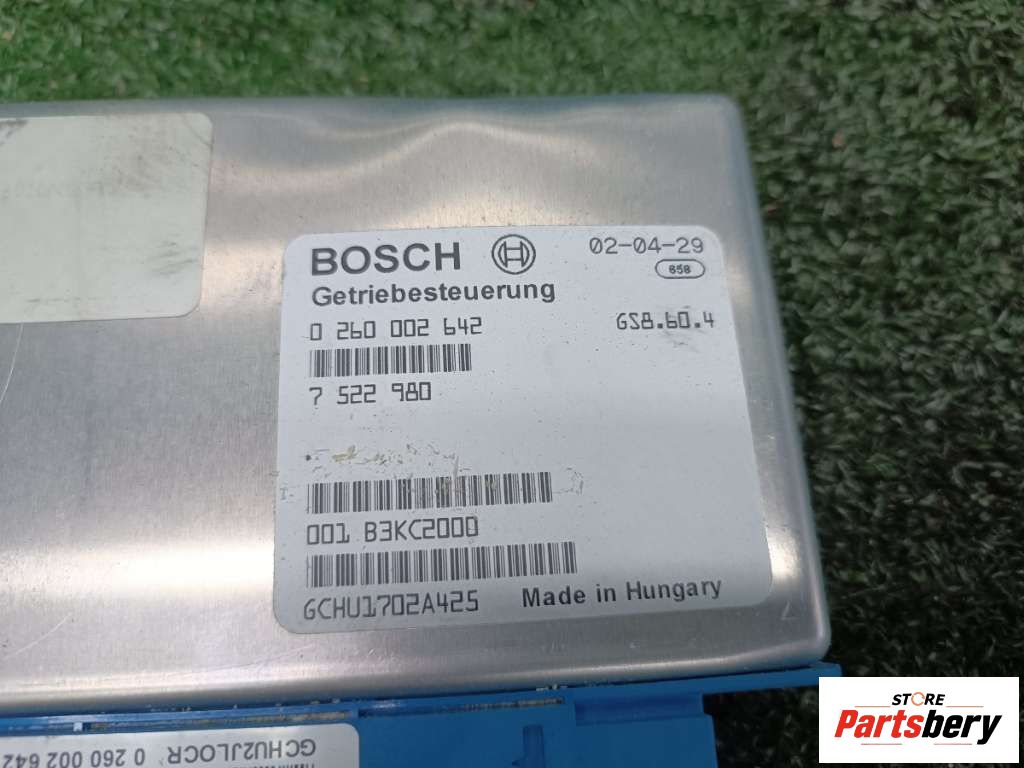 BOSCH
02-04-29
658
Getriebesteuerung
0 260 002 642
GS8.60.4
7 522 980
001 B3KC2000
GCHU1702A425
Made in Hungary
GCHU2JLOCR 0 260 002 642
STORE
Partsbery